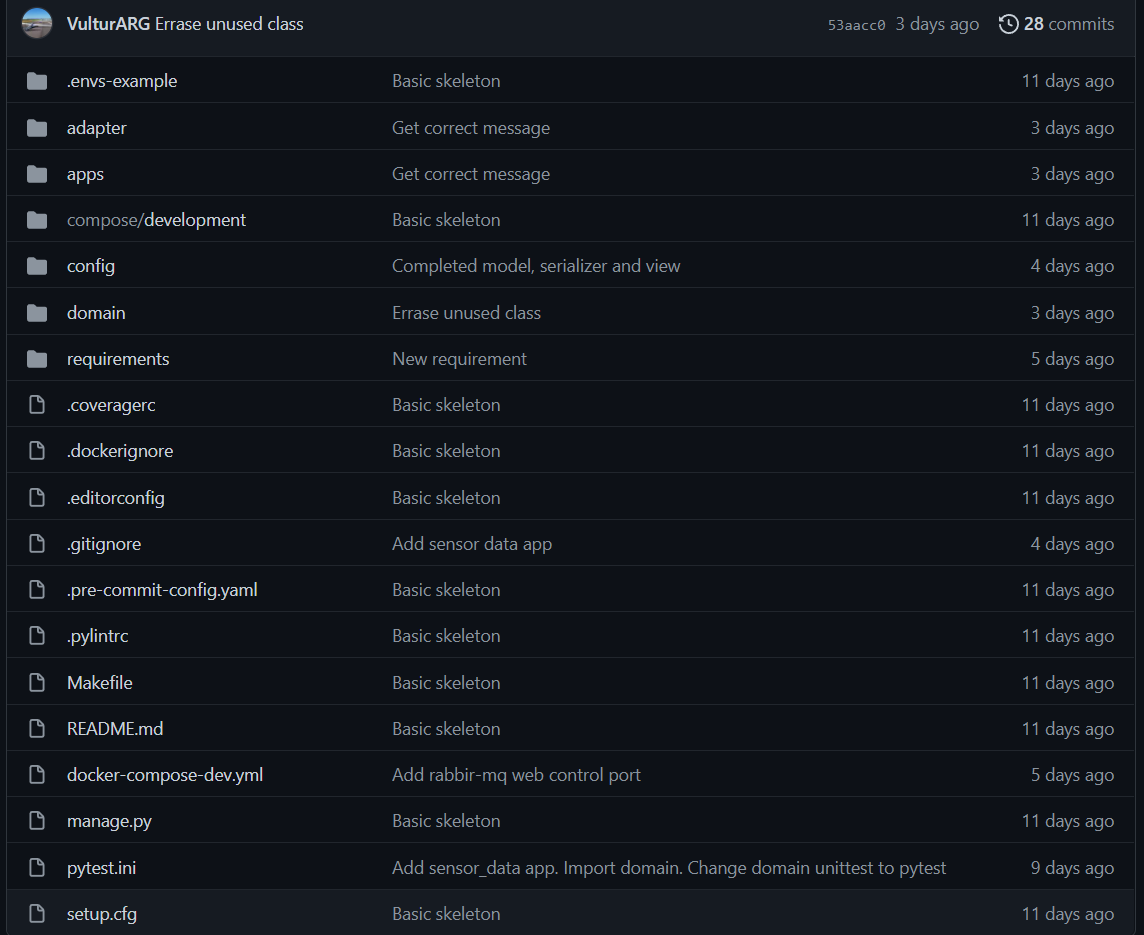 VulturARG Errase unused class 53aacc0 3 days ago 28 commits
.envs-example Basic skeleton 11 days ago
adapter Get correct message 3 days ago
apps Get correct message 3 days ago
compose/development Basic skeleton 11 days ago
config Completed model, serializer and view 4 days ago
domain Errase unused class 3 days ago
requirements New requirement 5 days ago
.coveragerc Basic skeleton 11 days ago
.dockerignore Basic skeleton 11 days ago
.editorconfig Basic skeleton 11 days ago
.gitignore Add sensor data app 4 days ago
.pre-commit-config.yaml Basic skeleton 11 days ago
.pylintrc Basic skeleton 11 days ago
Makefile Basic skeleton 11 days ago
README.md Basic skeleton 11 days ago
docker-compose-dev.yml Add rabbir-mq web control port 5 days ago
manage.py Basic skeleton 11 days ago
pytest.ini Add sensor_data app. Import domain. Change domain unittest to pytest 9 days ago
setup.cfg Basic skeleton 11 days ago